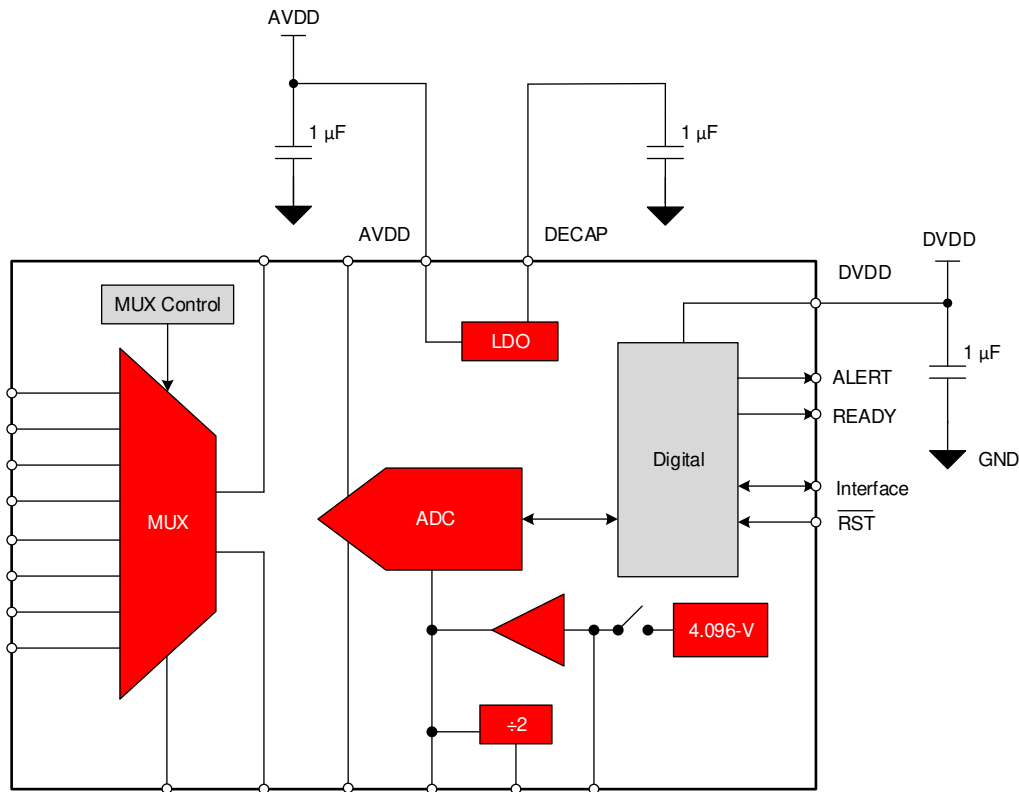 AVDD
1 µF
1 µF
AVDD
DECAP
DVDD
DVDD
MUX Control
LDO
1 µF
ALERT
READY
Digital
GND
Interface
MUX
ADC
RST
4.096-V
÷2